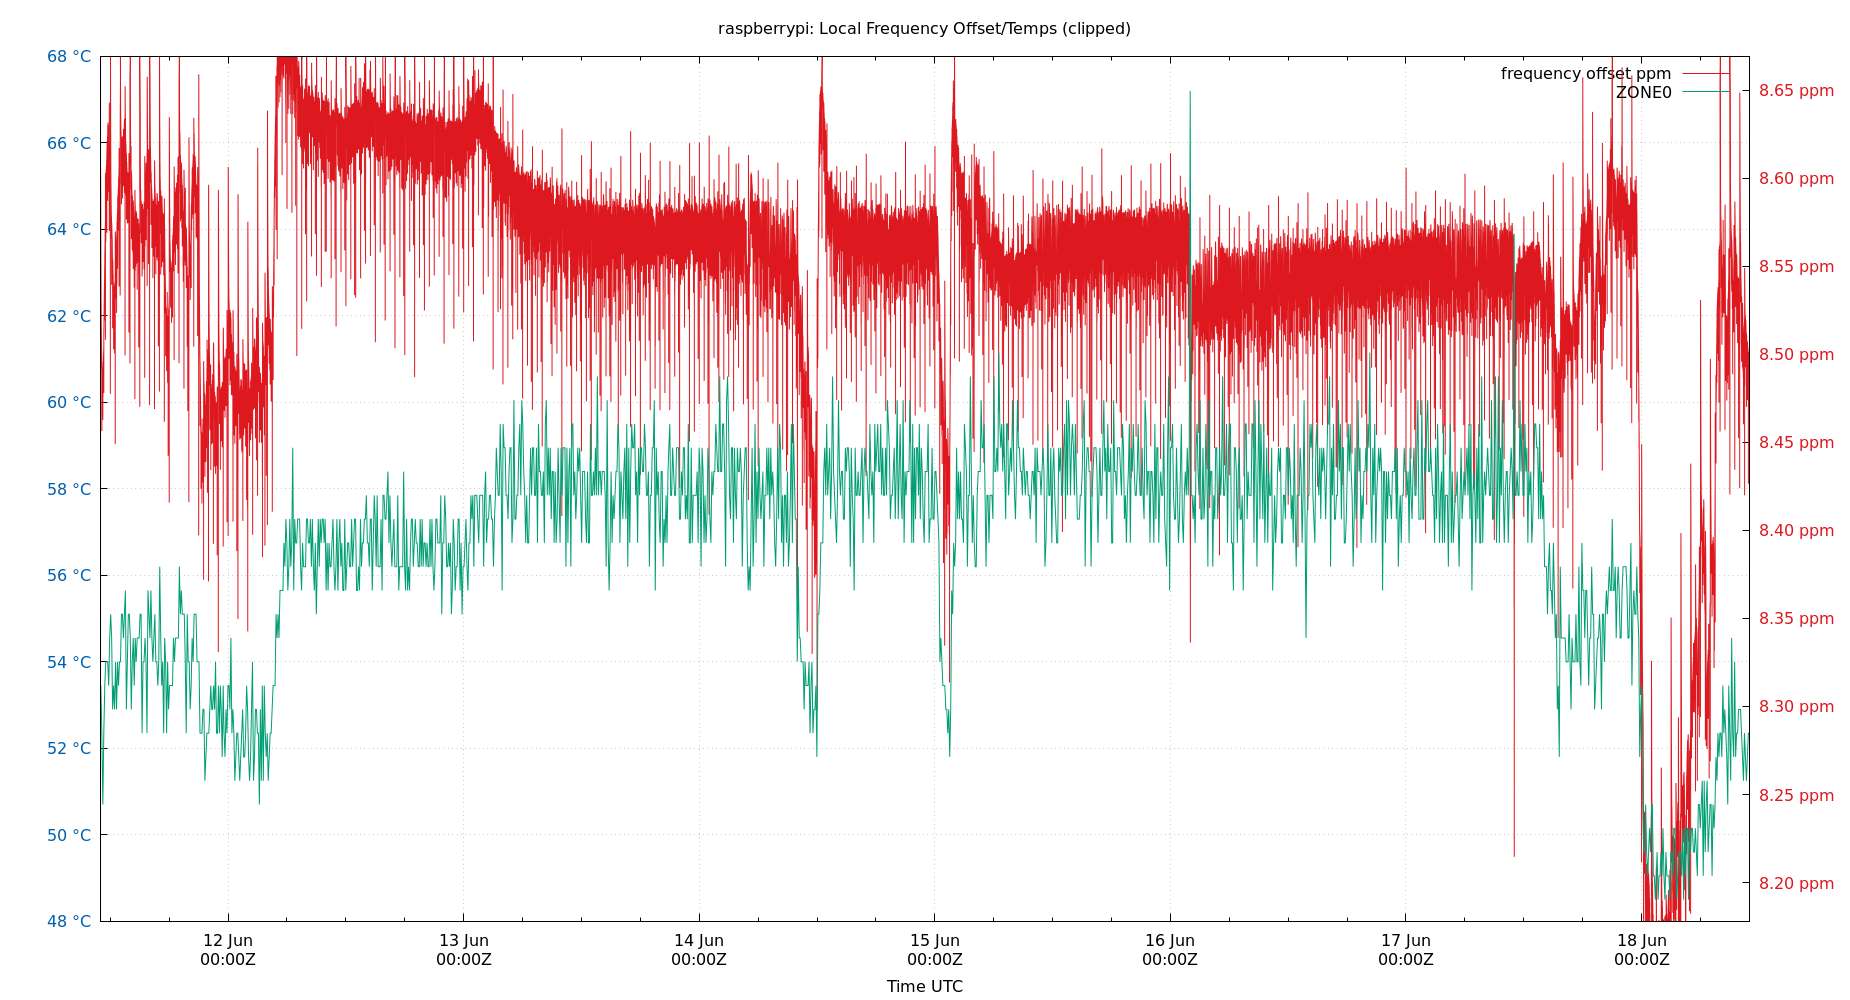 raspberrypi: Local Frequency Offset/Temps (clipped)
68 °C
66 °C
64 °C
62 °C
60 °C
58 °C
56 °C
54 °C
52 °C
50 °C
48 °C
frequency offset ppm
ZONE0
8.65 ppm
8.60 ppm
8.55 ppm
8.50 ppm
8.45 ppm
8.40 ppm
8.35 ppm
8.30 ppm
8.25 ppm
8.20 ppm
12 Jun
00:00Z
13 Jun
00:00Z
14 Jun
00:00Z
15 Jun
00:00Z
16 Jun
00:00Z
17 Jun
00:00Z
18 Jun
00:00Z
Time UTC